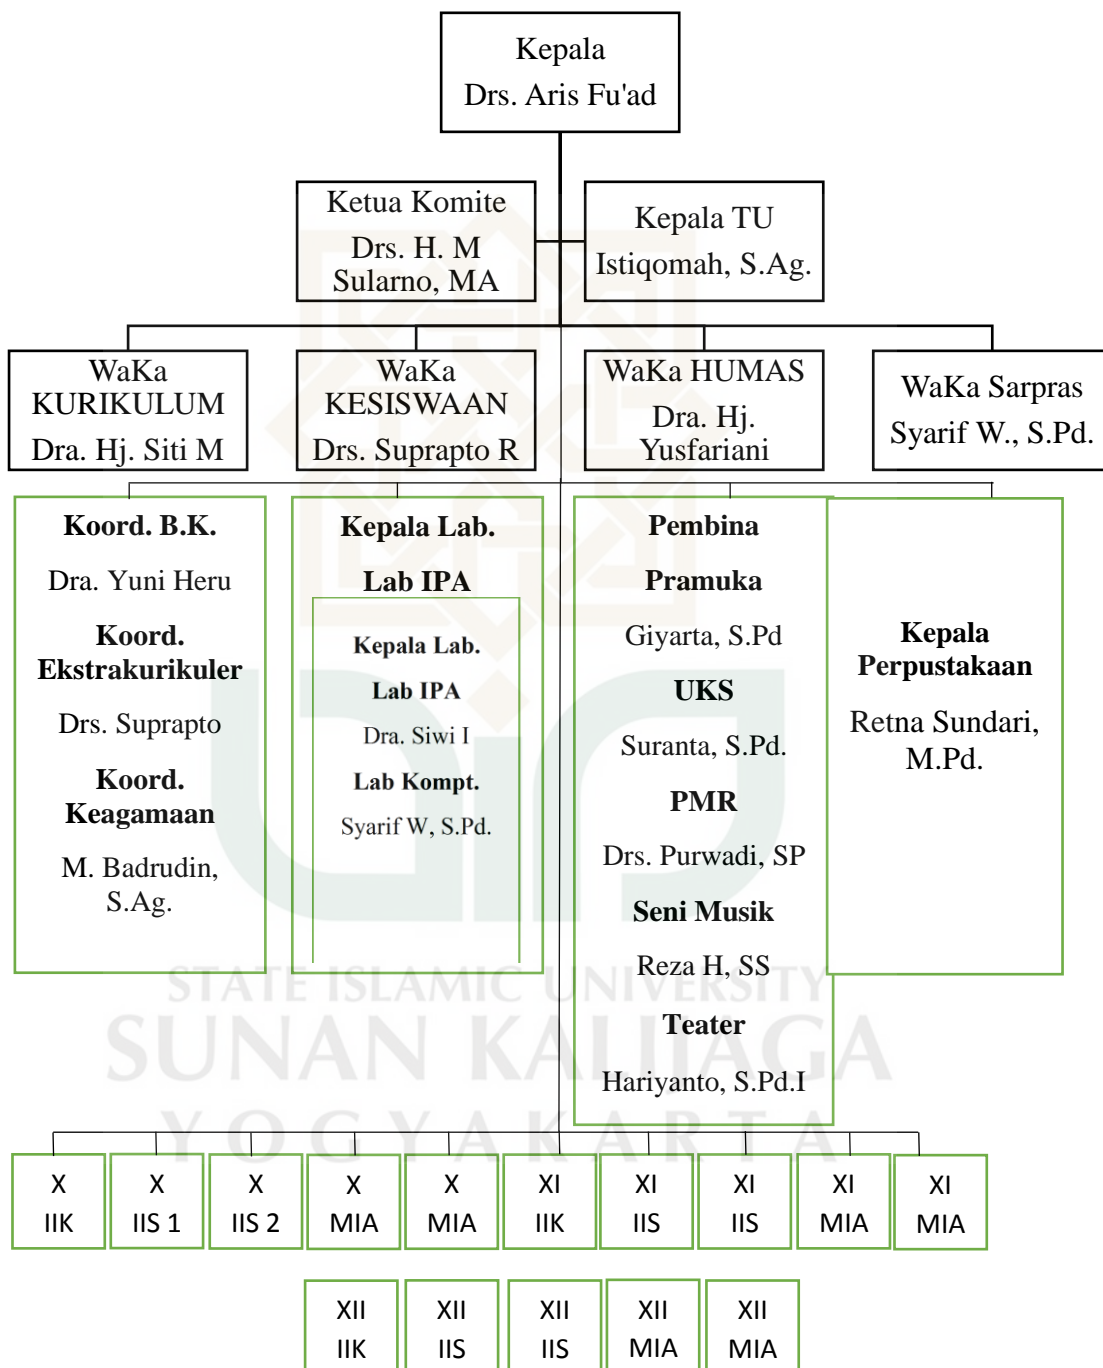 Kepala
Drs. Aris Fu'ad
Ketua Komite
Drs. H. M
Sularno, MA
Kepala TU
Istiqomah, S.Ag.
WaKa
KURIKULUM
Dra. Hj. Siti M
WaKa
KESISWAAN
Drs. Suprapto R
WaKa HUMAS
Dra. Hj.
Yusfariani
WaKa Sarpras
Syarif W., S.Pd.
Koord. B.K.
Dra. Yuni Heru
Koord.
Ekstrakurikuler
Drs. Suprapto
Koord.
Keagamaan
M. Badrudin,
S.Ag.
Kepala Lab.
Lab IPA
Kepala Lab.
Lab IPA
Dra. Siwi I
Lab Kompt.
Syarif W, S.Pd.
Pembina
Pramuka
Giyarta, S.Pd
UKS
Suranta, S.Pd.
PMR
Drs. Purwadi, SP
Seni Musik
Reza H, SS
Teater
Hariyanto, S.Pd.I
Kepala
Perpustakaan
Retna Sundari,
M.Pd.
STATE ISLAMIC UNIVERSITY
SUNAN KALIJAGA
YOGYAKARTA
X
IIK
X
IIS 1
X
IIS 2
X
MIA
X
MIA
XI
IIK
XI
IIS
XI
IIS
XI
MIA
XI
MIA
XII
IIK
XII
IIS
XII
IIS
XII
MIA
XII
MIA